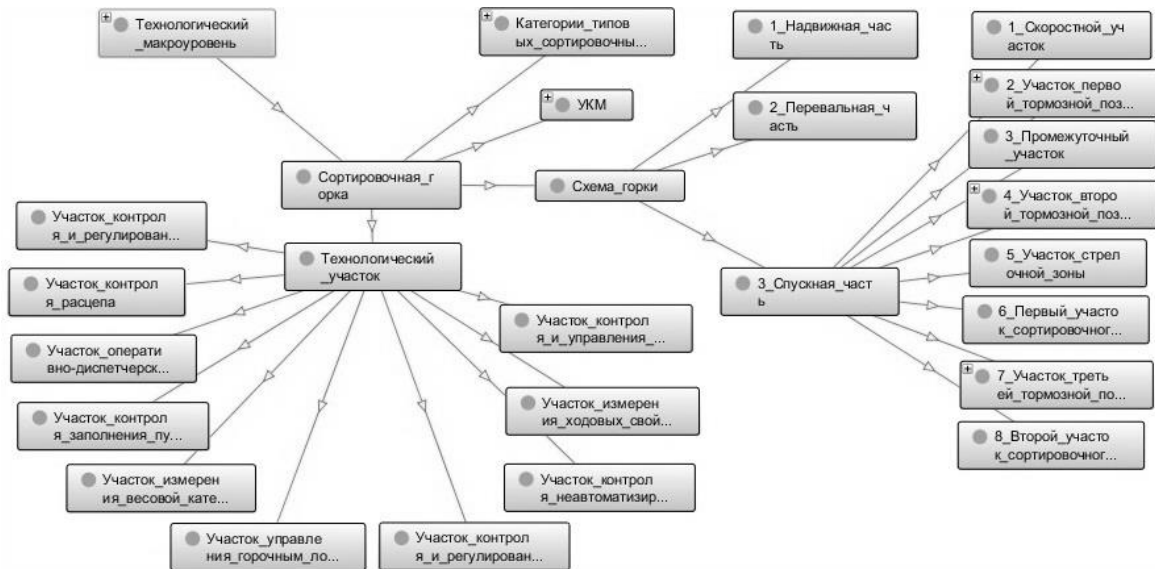 Технологический
_макроуровень
Категории_типов
ых_сортировочны...
1_Надвижная_час
ть
1_Скоростной_уч
асток
2_Участок_перво
й_тормозной_поз...
УКМ
2_Перевальная_ч
асть
3_Промежуточный
_участок
Сортировочная_г
орка
Схема_горки
4_Участок_второ
й_тормозной_поз...
Участок_контрол
я_и_регулирован...
Технологический
_участок
5_Участок_стрел
очной_зоны
Участок_контрол
я_расцепа
3_Спускная_част
ь
6_Первый_участо
к_сортировочног...
Участок_контрол
я_и_управления_...
Участок_операти
вно-диспетчерск...
7_Участок_треть
ей_тормозной_по...
Участок_контрол
я_заполнения_пу...
Участок_измерен
ия_ходовых_свой...
8_Второй_участо
к_сортировочног...
Участок_измерен
ия_весовой_кате...
Участок_контрол
я_неавтоматизир...
Участок_управле
ния_горочным_ло...
Участок_контрол
я_и_регулирован...